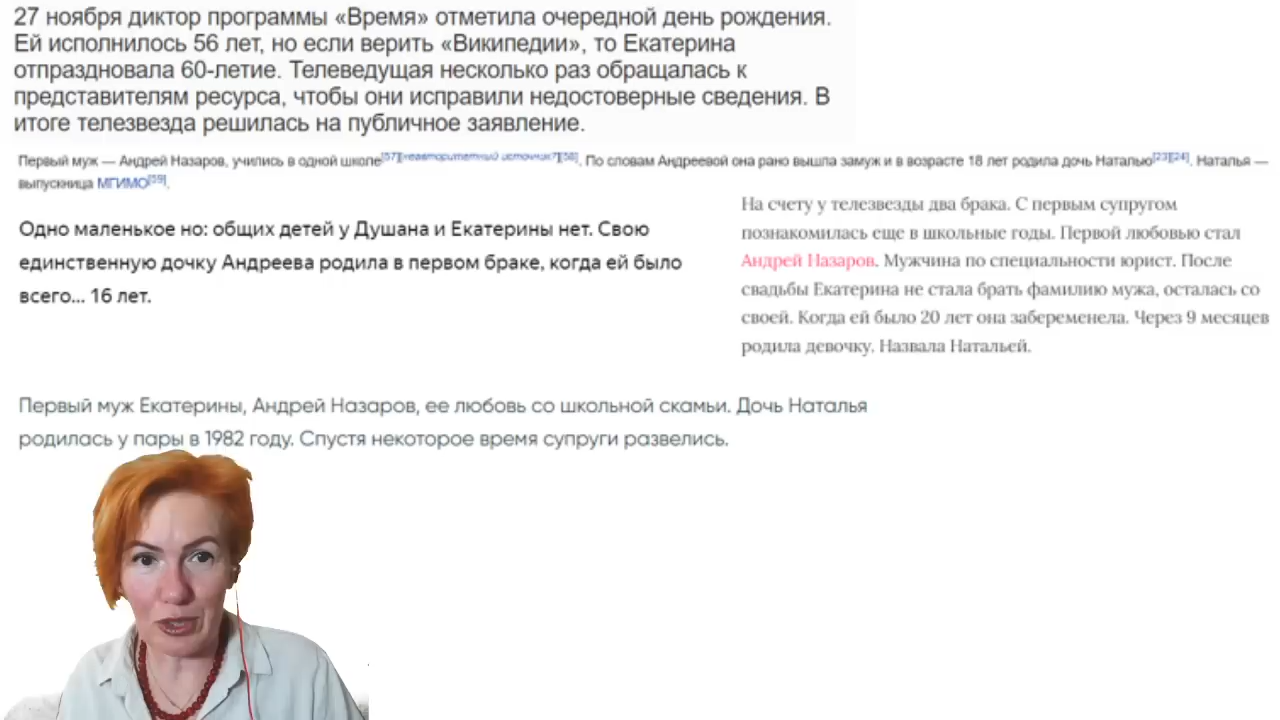 27 ноября диктор программы «Время» отметила очередной день рождения.
Ей исполнилось 56 лет, но если верить «Википедии», то Екатерина
отпраздновала 60-летие. Телеведущая несколько раз обращалась к
представителям ресурса, чтобы они исправили недостоверные сведения. В
итоге телезвезда решилась на публичное заявление.
Первый муж — Андрей Назаров, учились в одной школе[57][неавторитетный источник?][58]. По словам Андреевой она рано вышла замуж и в возрасте 18 лет родила дочь Наталью[23][24]. Наталья —
выпускница МГИМО[59].
Одно маленькое но: общих детей у Душана и Екатерины нет. Свою
единственную дочку Андреева родила в первом браке, когда ей было
всего... 16 лет.
На счету у телезвезды два брака. С первым супругом
познакомилась еще в школьные годы. Первой любовью стал
Андрей Назаров. Мужчина по специальности юрист. После
свадьбы Екатерина не стала брать фамилию мужа, осталась со
своей. Когда ей было 20 лет она забеременела. Через 9 месяцев
родила девочку. Назвала Натальей.
Первый муж Екатерины, Андрей Назаров, ее любовь со школьной скамьи. Дочь Наталья
родилась у пары в 1982 году. Спустя некоторое время супруги развелись.